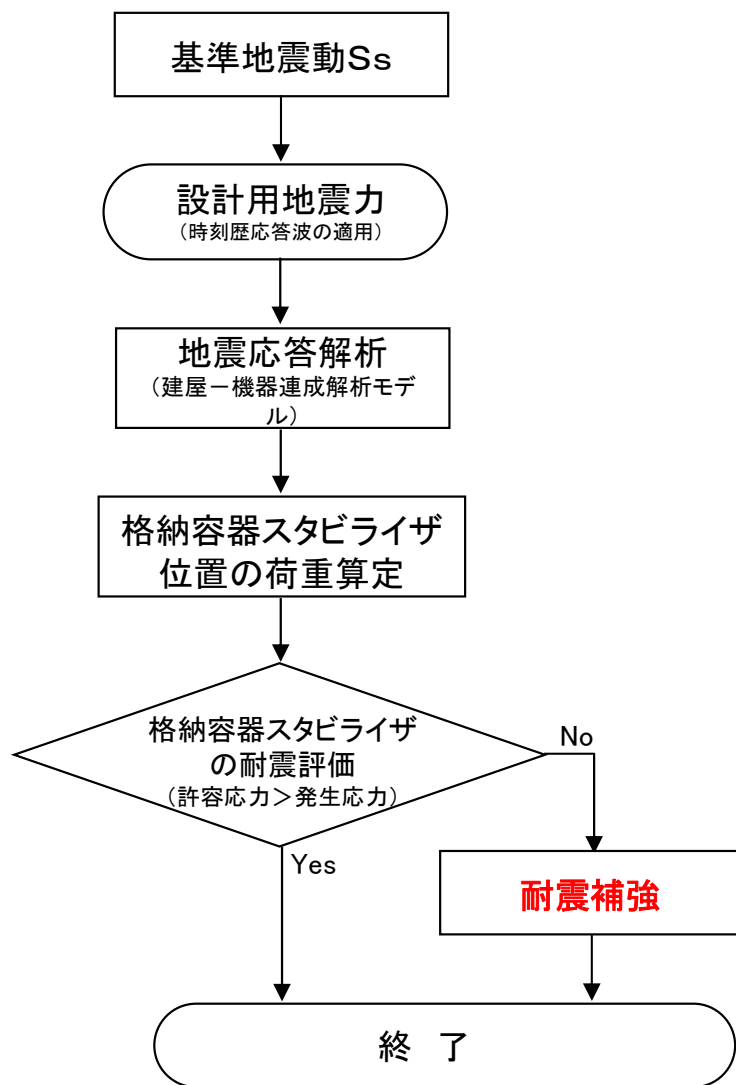 基準地震動Ｓｓ
設計用地震力
（時刻歴応答波の適用）
地震応答解析
（建屋－機器連成解析モデ
ル）
格納容器スタビライザ
位置の荷重算定
格納容器スタビライザ
の耐震評価
（許容応力＞発生応力）
No
Yes
耐震補強
終　了